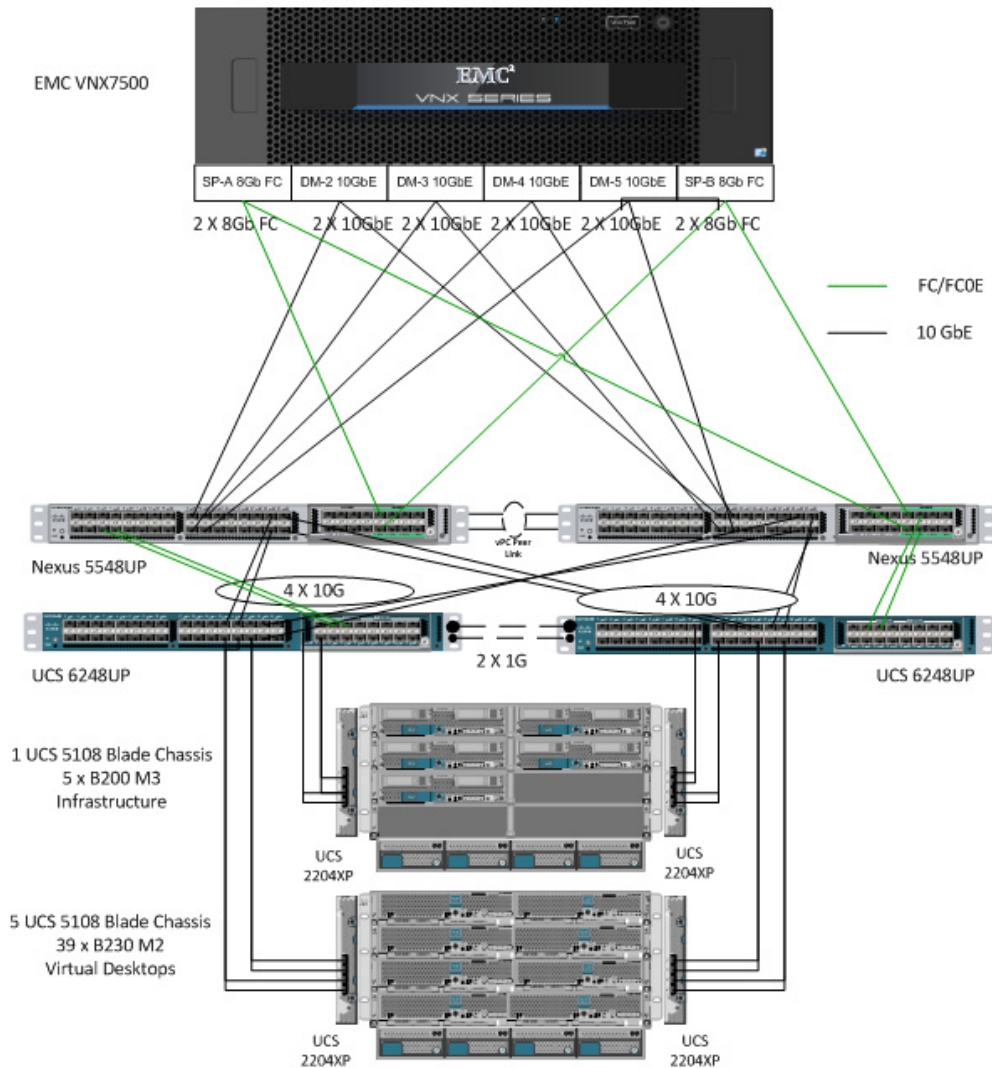 EMC VNX7500
EMC²
VNX SERIES
SP-A 8Gb FC
DM-2 10GbE
DM-3 10GbE
DM-4 10GbE
DM-5 10GbE
SP-B 8Gb FC
2 X 8Gb FC
2 X 10GbE
2 X 10GbE
2 X 10GbE
2 X 10GbE
2 X 8Gb FC
FC/FC0E
10 GbE
vPC Peer
Link
Nexus 5548UP
Nexus 5548UP
4 X 10G
4 X 10G
2 X 1G
UCS 6248UP
UCS 6248UP
1 UCS 5108 Blade Chassis
5 x B200 M3
Infrastructure
UCS
2204XP
UCS
2204XP
5 UCS 5108 Blade Chassis
39 x B230 M2
Virtual Desktops
UCS
2204XP
UCS
2204XP